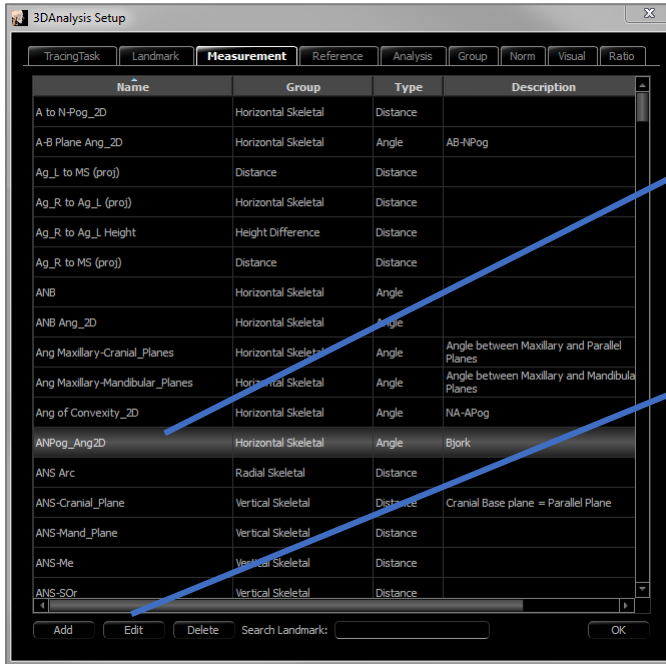 3DAnalysis Setup
TracingTask Landmark Measurement Reference Analysis Group Norm Visual Ratio
Name Group Type Description
A to N-Pog_2D Horizontal Skeletal Distance
A-B Plane Ang_2D Horizontal Skeletal Angle AB-NPog
Ag_L to MS (proj) Distance Distance
Ag_R to Ag_L (proj) Horizontal Skeletal Distance
Ag_R to Ag_L Height Height Difference Distance
Ag_R to MS (proj) Distance Distance
ANB Horizontal Skeletal Angle
ANB Ang_2D Horizontal Skeletal Angle
Ang Maxillary-Cranial_Planes Horizontal Skeletal Angle Angle between Maxillary and Parallel
Planes
Ang Maxillary-Mandibular_Planes Horizontal Skeletal Angle Angle between Maxillary and Mandibula
Planes
Ang of Convexity_2D Horizontal Skeletal Angle NA-APog
ANPog_Ang2D Horizontal Skeletal Angle Bjork
ANS Arc Radial Skeletal Distance
ANS-Cranial_Plane Vertical Skeletal Distance Cranial Base plane = Parallel Plane
ANS-Mand_Plane Vertical Skeletal Distance
ANS-Me Vertical Skeletal Distance
ANS-SOr Vertical Skeletal Distance
Add Edit Delete Search Landmark: OK